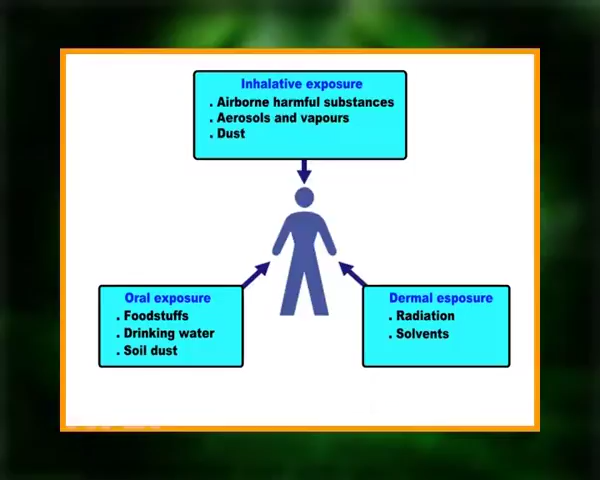 Inhalative exposure
. Airborne harmful substances
. Aerosols and vapours
. Dust
Oral exposure
. Foodstuffs
. Drinking water
. Soil dust
Dermal esposure
. Radiation
. Solvents